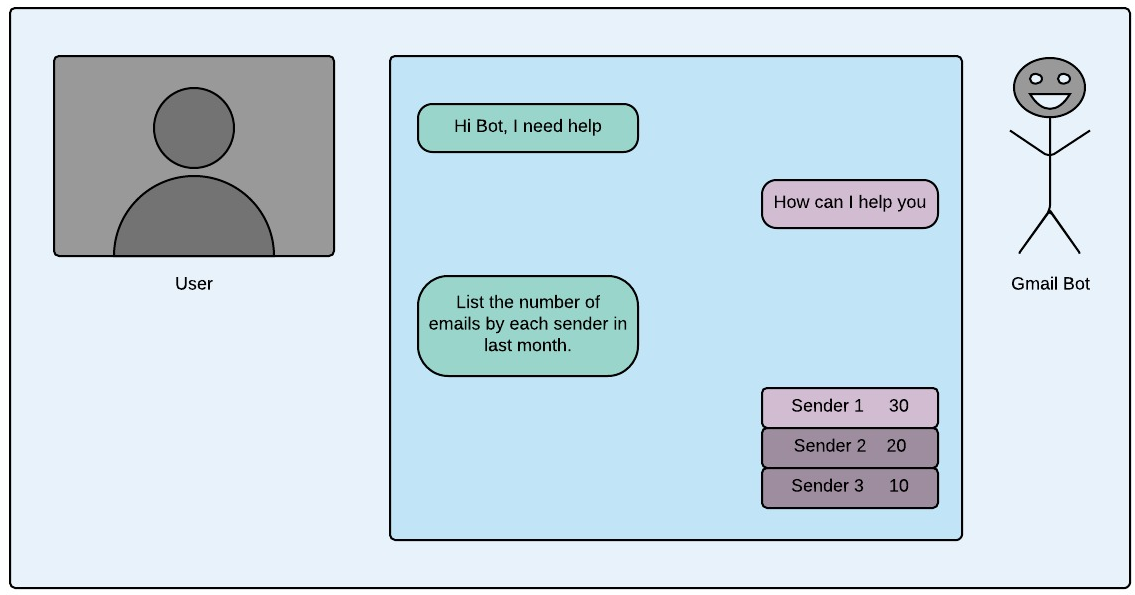 Hi Bot, I need help
How can I help you
User
Gmail Bot
List the number of
emails by each sender in
last month.
Sender 1 30
Sender 2 20
Sender 3 10